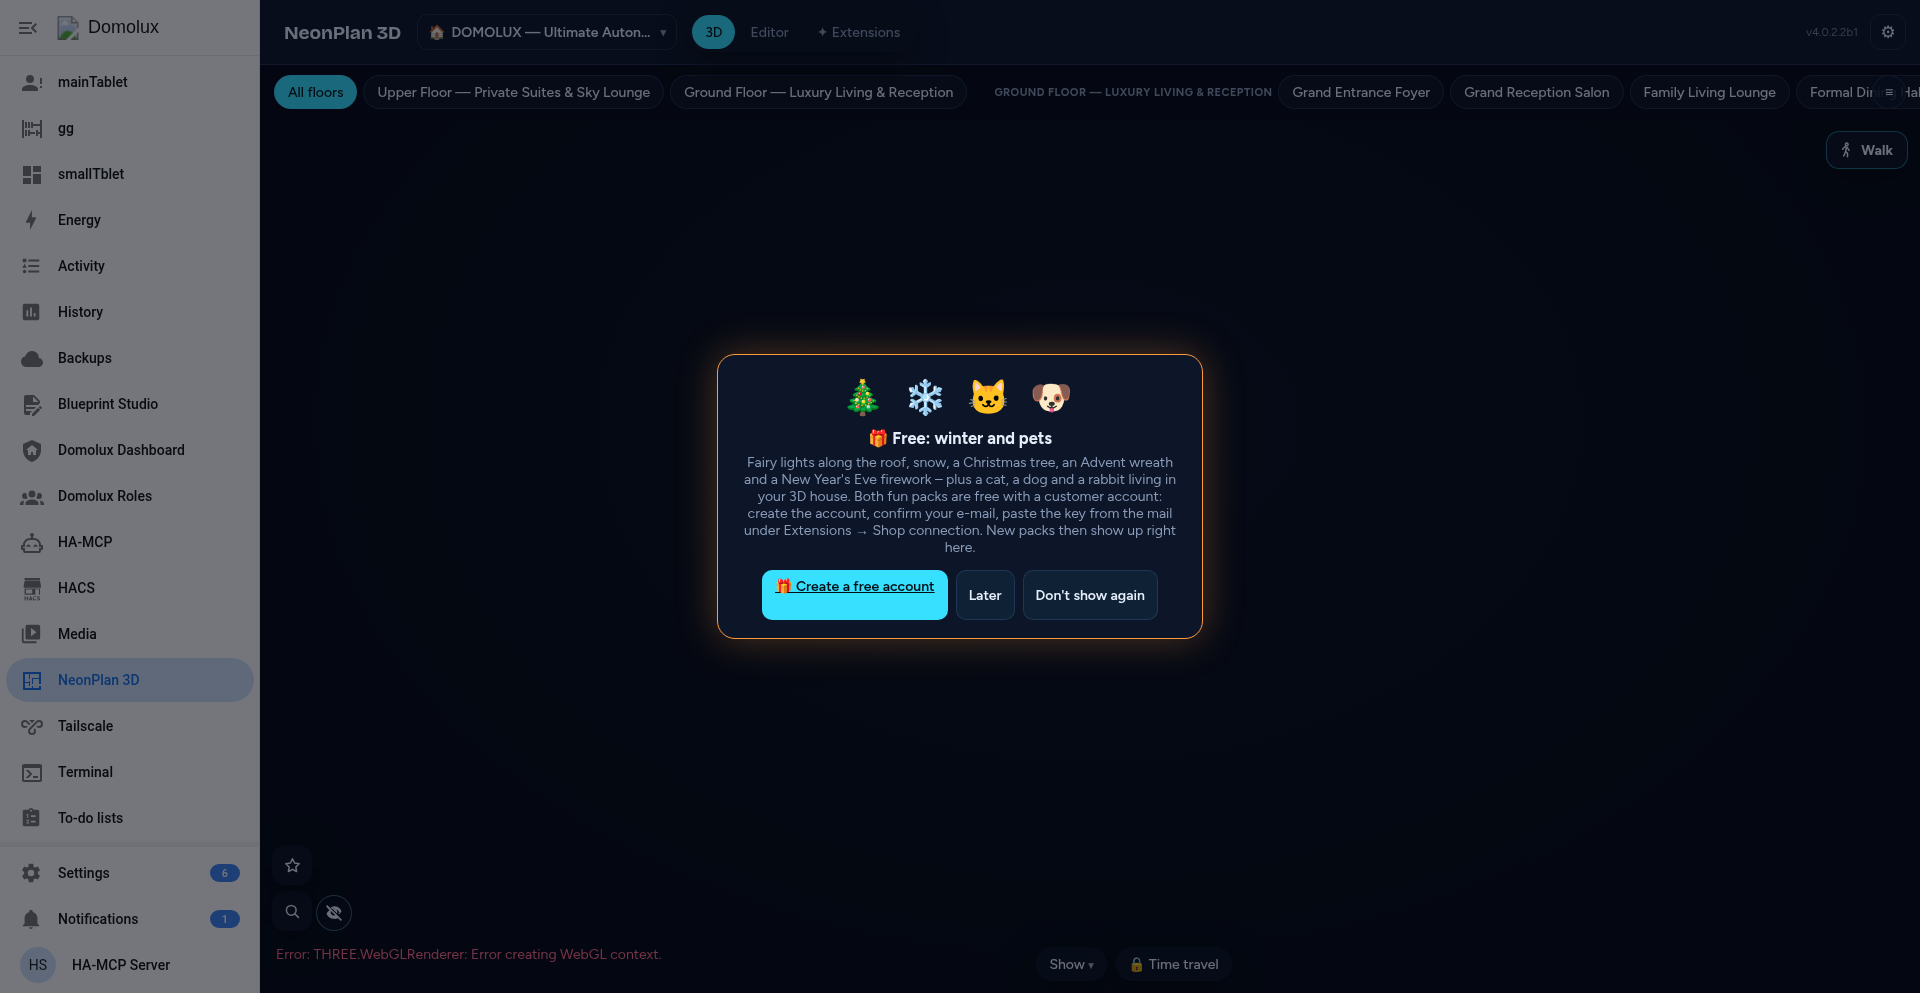 Domolux
NeonPlan 3D
DOMOLUX — Ultimate Auton...
3D
Editor
Extensions
v4.0.2.2b1
mainTablet
gg
smallTblet
Energy
Activity
History
Backups
Blueprint Studio
Domolux Dashboard
Domolux Roles
HA-MCP
HACS
Media
NeonPlan 3D
Tailscale
Terminal
To-do lists
Settings 6
Notifications 1
HS HA-MCP Server
All floors
Upper Floor — Private Suites & Sky Lounge
Ground Floor — Luxury Living & Reception
GROUND FLOOR — LUXURY LIVING & RECEPTION
Grand Entrance Foyer
Grand Reception Salon
Family Living Lounge
Formal Din
Hal
Walk
Free: winter and pets
Fairy lights along the roof, snow, a Christmas tree, an Advent wreath
and a New Year's Eve firework – plus a cat, a dog and a rabbit living in
your 3D house. Both fun packs are free with a customer account:
create the account, confirm your e-mail, paste the key from the mail
under Extensions → Shop connection. New packs then show up right
here.
Create a free account
Later
Don't show again
Error: THREE.WebGLRenderer: Error creating WebGL context.
Show
Time travel